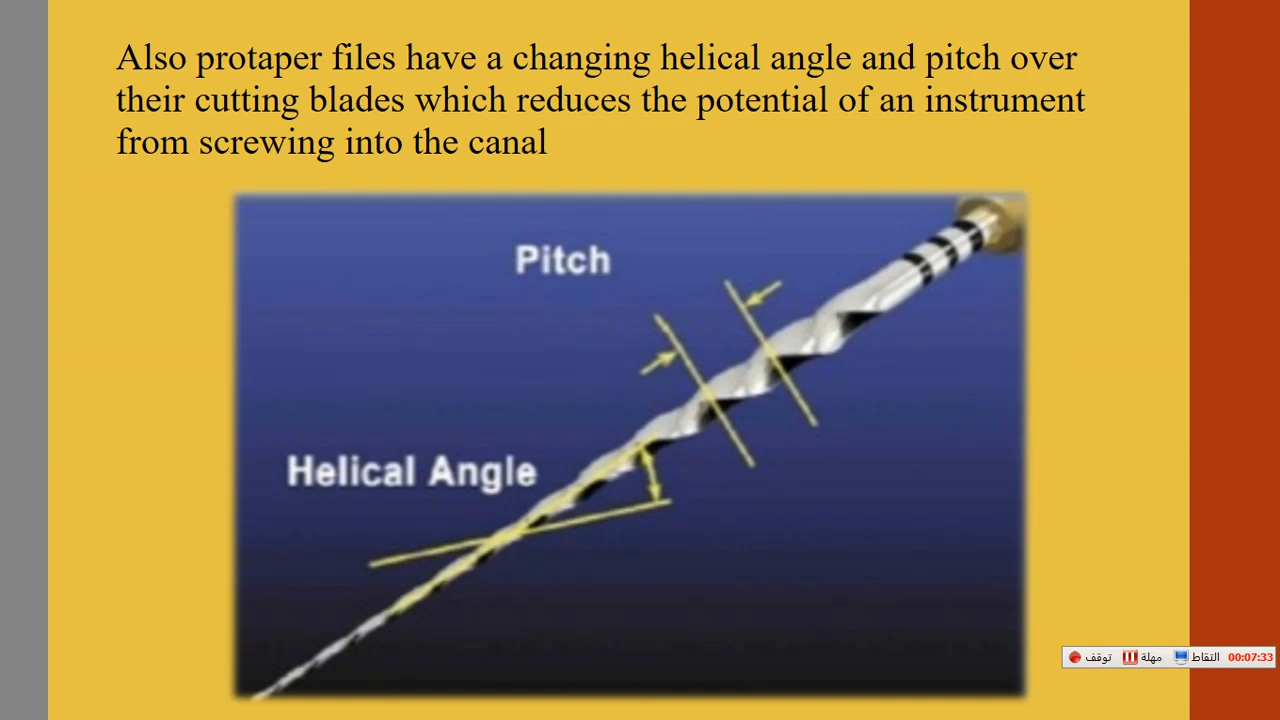 Also protaper files have a changing helical angle and pitch over
their cutting blades which reduces the potential of an instrument
from screwing into the canal
Pitch
Helical Angle
توقف مهلة التقاط 00:07:33